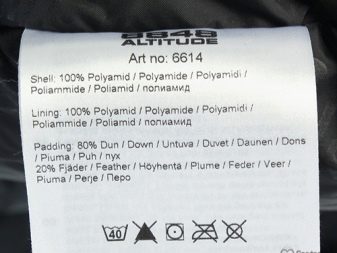 8848
ALTITUDE
Art no: 6614
Shell: 100% Polyamid / Polyamide / Polyamidi /
Poliammide / Poliamid / полиамид
Lining: 100% Polyamid / Polyamide / Polyamidi /
Poliammide / Poliamid / полиамид
Padding: 80% Dun / Down / Untuva / Duvet / Daunen / Dons
/ Piuma / Puh / пух
20% Fjäder / Feather / Höyhentä / Plume / Feder / Veer /
Piuma / Perje / Перо
40